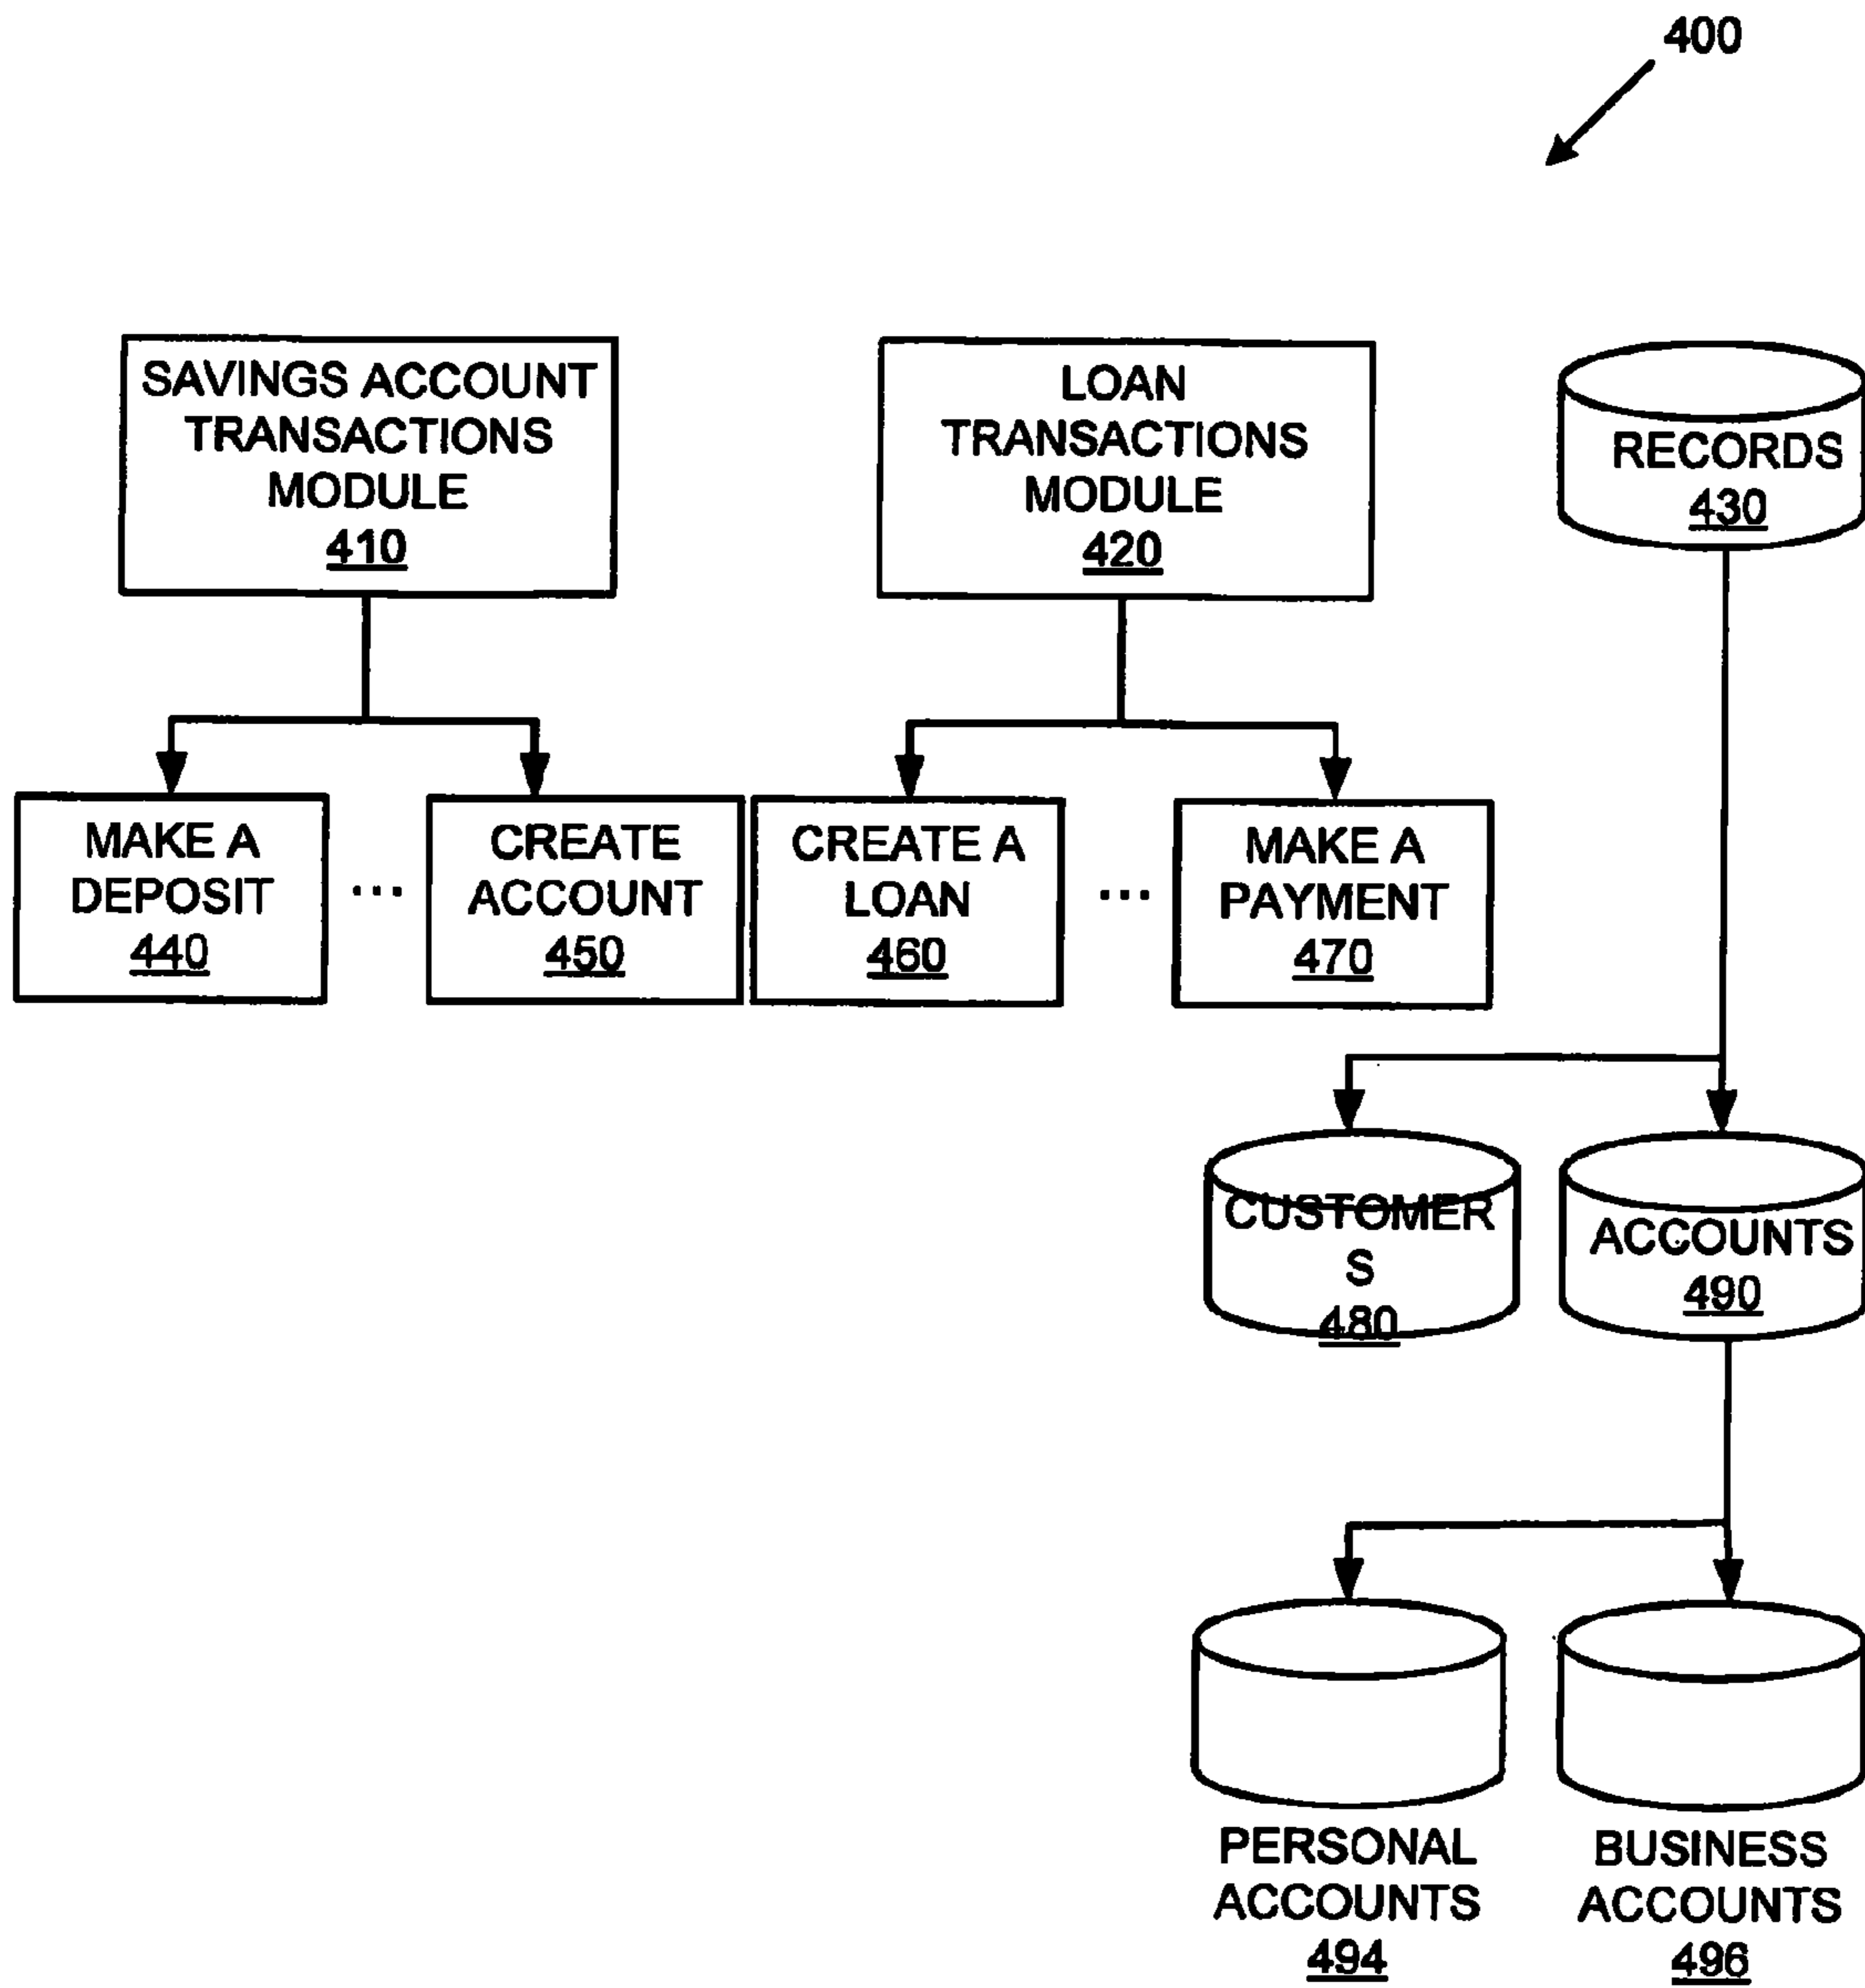 400
SAVINGS ACCOUNT
TRANSACTIONS
MODULE
410
LOAN
TRANSACTIONS
MODULE
420
RECORDS
430
MAKE A
DEPOSIT
440
...
CREATE
ACCOUNT
450
CREATE A
LOAN
460
...
MAKE A
PAYMENT
470
CUSTOMER
S
480
ACCOUNTS
490
PERSONAL
ACCOUNTS
494
BUSINESS
ACCOUNTS
496